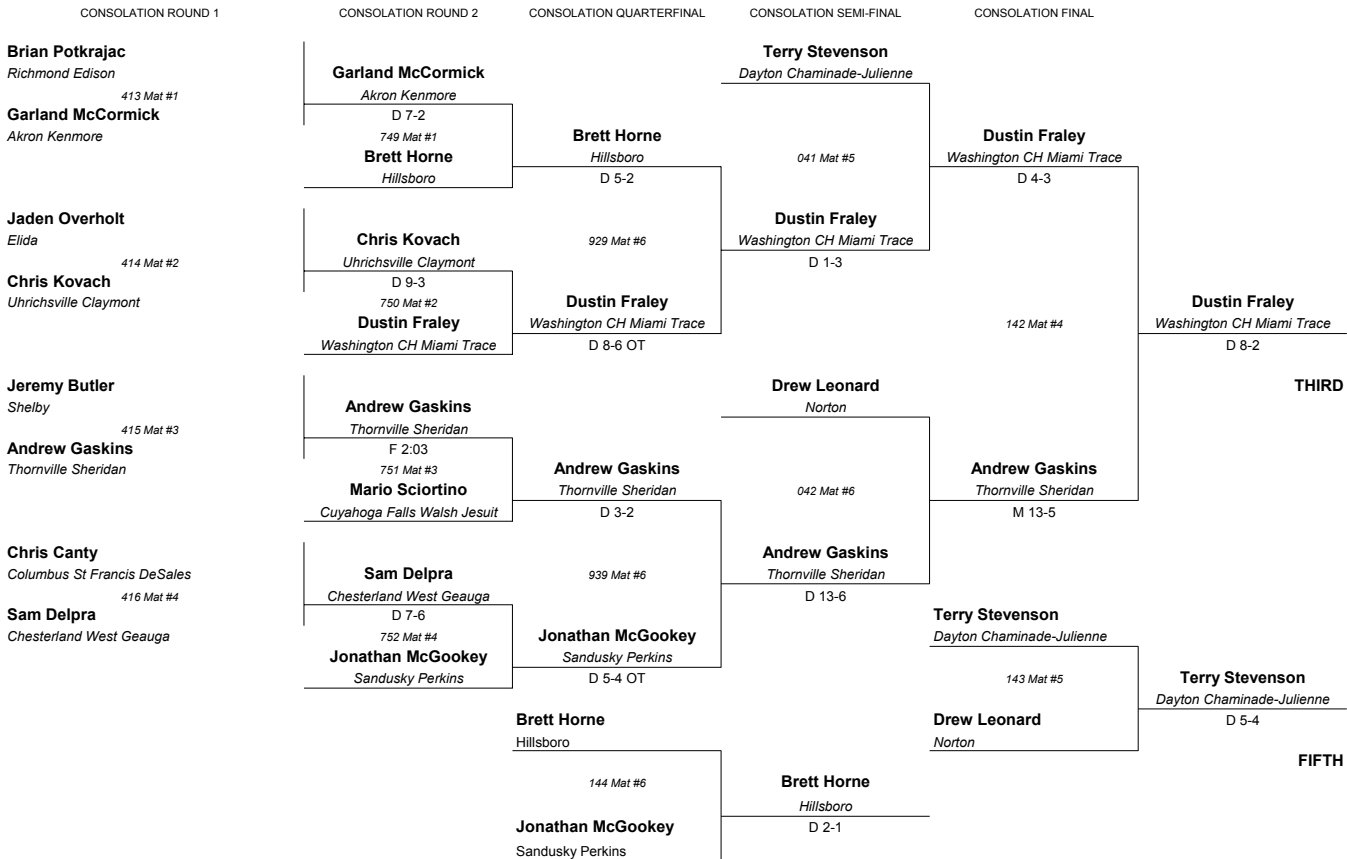 CONSOLATION ROUND 1
CONSOLATION ROUND 2
CONSOLATION QUARTERFINAL
CONSOLATION SEMI-FINAL
CONSOLATION FINAL
Brian Potkrajac
Richmond Edison
413 Mat #1
Garland McCormick
Akron Kenmore
Jaden Overholt
Elida
414 Mat #2
Chris Kovach
Uhrichsville Claymont
Jeremy Butler
Shelby
415 Mat #3
Andrew Gaskins
Thornville Sheridan
Chris Canty
Columbus St Francis DeSales
416 Mat #4
Sam Delpra
Chesterland West Geauga
Garland McCormick
Akron Kenmore
D 7-2
749 Mat #1
Brett Horne
Hillsboro
Chris Kovach
Uhrichsville Claymont
D 9-3
750 Mat #2
Dustin Fraley
Washington CH Miami Trace
Andrew Gaskins
Thornville Sheridan
F 2:03
751 Mat #3
Mario Sciortino
Cuyahoga Falls Walsh Jesuit
Sam Delpra
Chesterland West Geauga
D 7-6
752 Mat #4
Jonathan McGookey
Sandusky Perkins
Brett Horne
Hillsboro
D 5-2
929 Mat #6
Dustin Fraley
Washington CH Miami Trace
D 8-6 OT
Andrew Gaskins
Thornville Sheridan
D 3-2
939 Mat #6
Jonathan McGookey
Sandusky Perkins
D 5-4 OT
Brett Horne
Hillsboro
144 Mat #6
Jonathan McGookey
Sandusky Perkins
Terry Stevenson
Dayton Chaminade-Julienne
041 Mat #5
Dustin Fraley
Washington CH Miami Trace
D 1-3
Drew Leonard
Norton
042 Mat #6
Andrew Gaskins
Thornville Sheridan
D 13-6
Brett Horne
Hillsboro
D 2-1
Dustin Fraley
Washington CH Miami Trace
D 4-3
142 Mat #4
Andrew Gaskins
Thornville Sheridan
M 13-5
Terry Stevenson
Dayton Chaminade-Julienne
143 Mat #5
Drew Leonard
Norton
Dustin Fraley
Washington CH Miami Trace
D 8-2
THIRD
Terry Stevenson
Dayton Chaminade-Julienne
D 5-4
FIFTH